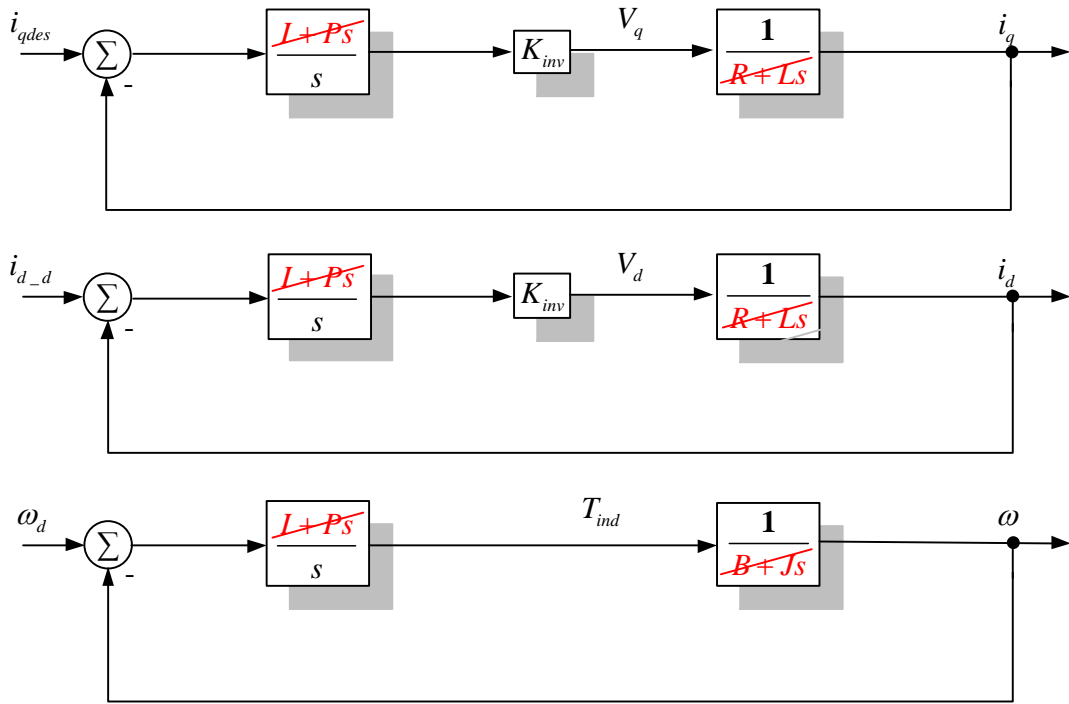 i_qdes
Σ
-
I + Ps
s
K_inv
V_q
1
R + Ls
i_q
i_d_d
Σ
-
I + Ps
s
K_inv
V_d
1
R + Ls
i_d
ω_d
Σ
-
I + Ps
s
T_ind
1
B + Js
ω